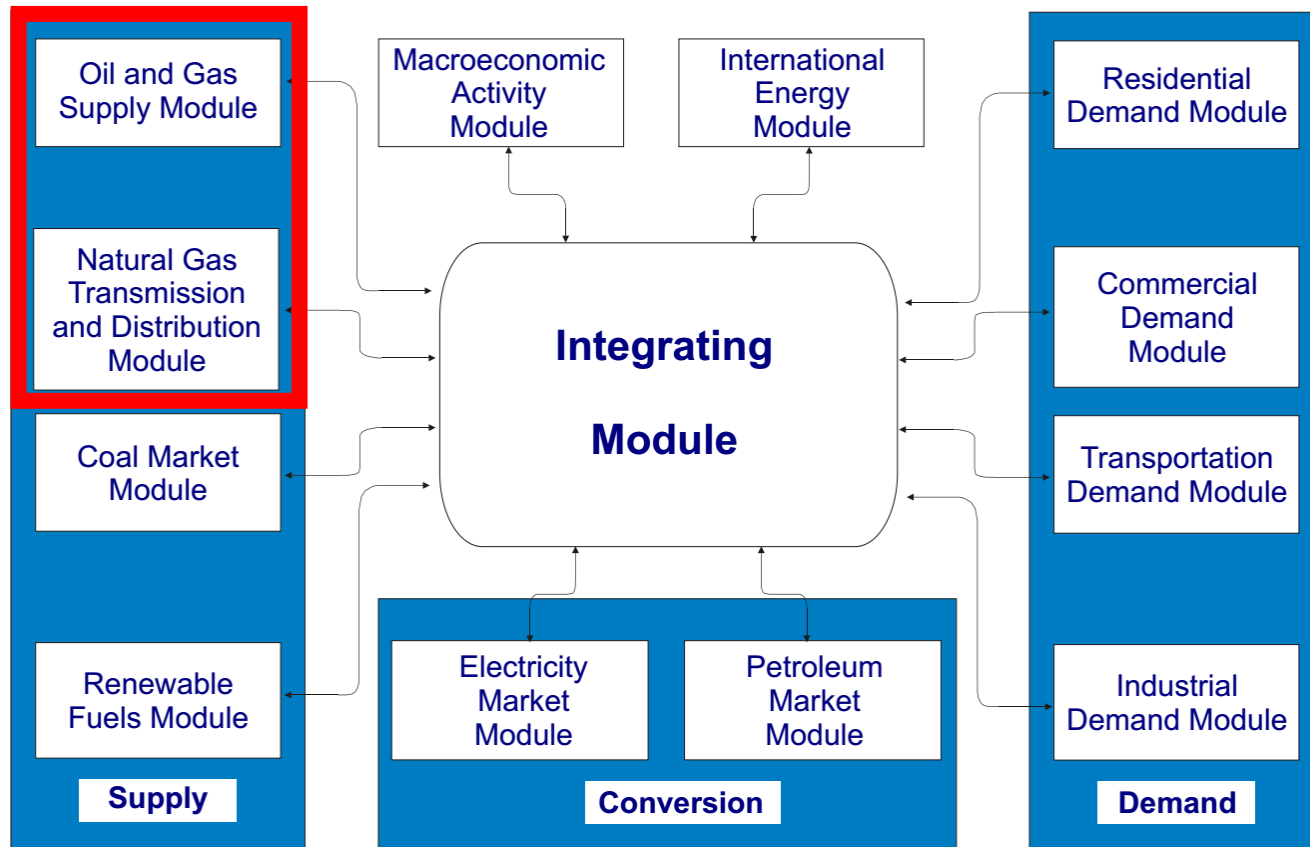 Oil and Gas
Supply Module
Natural Gas
Transmission
and Distribution
Module
Coal Market
Module
Renewable
Fuels Module
Supply
Macroeconomic
Activity
Module
International
Energy
Module
Integrating
Module
Electricity
Market
Module
Petroleum
Market
Module
Conversion
Residential
Demand Module
Commercial
Demand
Module
Transportation
Demand Module
Industrial
Demand Module
Demand